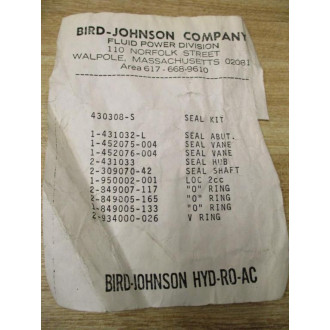 BIRD-JOHNSON COMPANY
FLUID POWER DIVISION
110 NORFOLK STREET
WALPOLE, MASSACHUSETTS 02081
Area 617-668-9610
430308-5 SEAL KIT
1-431032-L SEAL ABUT.
1-452075-004 SEAL VANE
1-452076-004 SEAL VANE
2-431033 SEAL HUB
2-309070-42 SEAL SHAFT
1-950002-001 LOC 2cc
2-849007-117 "O" RING
2-849005-165 "O" RING
1-849005-133 "O" RING
2-934000-026 V RING
BIRD-JOHNSON HYD-RO-AC